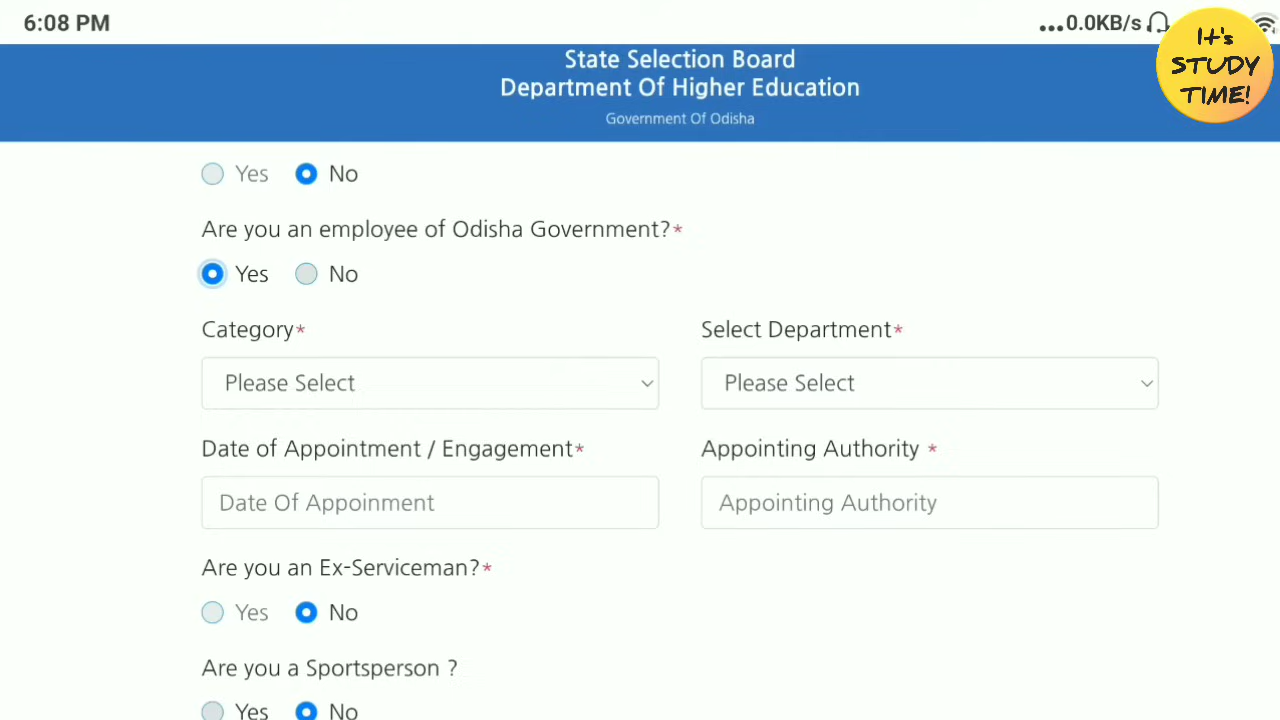 6:08 PM
...0.0KB/s
It's
STUDY
TIME!
State Selection Board
Department Of Higher Education
Government Of Odisha
Yes No
Are you an employee of Odisha Government?*
Yes No
Category* Select Department*
Please Select Please Select
Date of Appointment / Engagement* Appointing Authority *
Date Of Appoinment Appointing Authority
Are you an Ex-Serviceman?*
Yes No
Are you a Sportsperson ?
Yes No